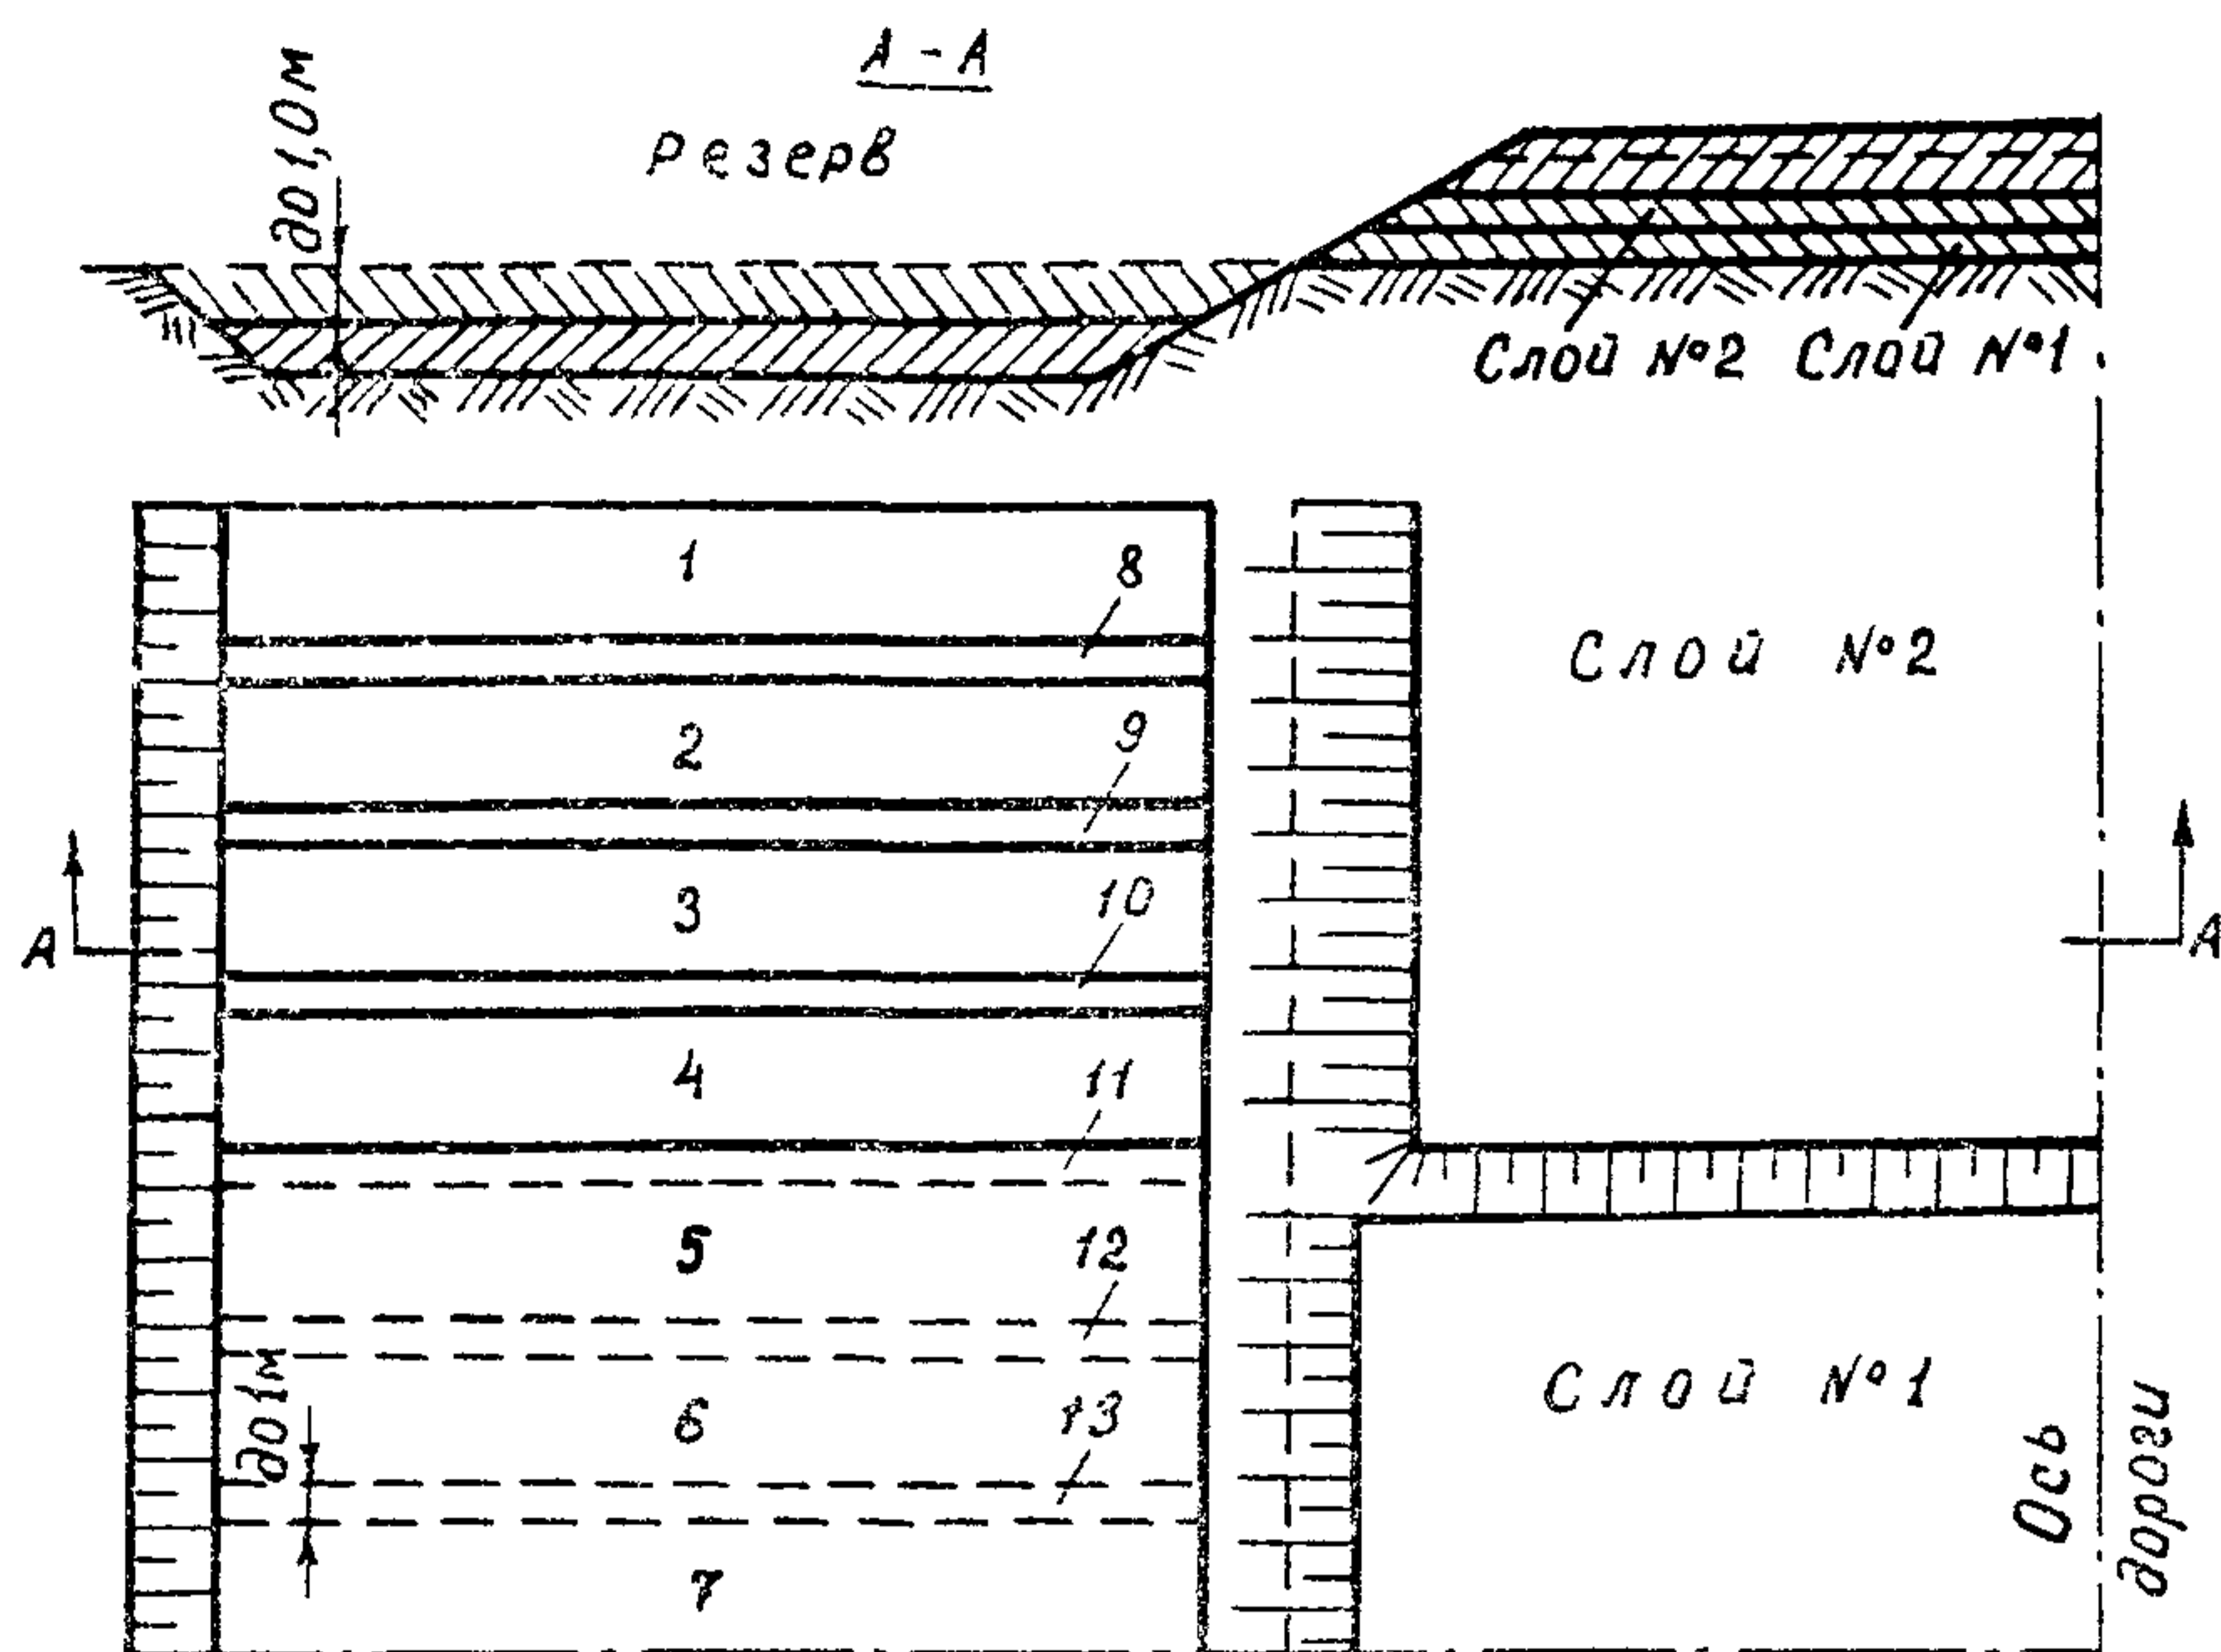 А - А
до 1,0 м
Резерв
Слой №2 Слой №1
1
8
Слой №2
2
9
3
10
А
А
4
11
5
12
Слой №1
до 1м
6
13
Ось
дороги
7